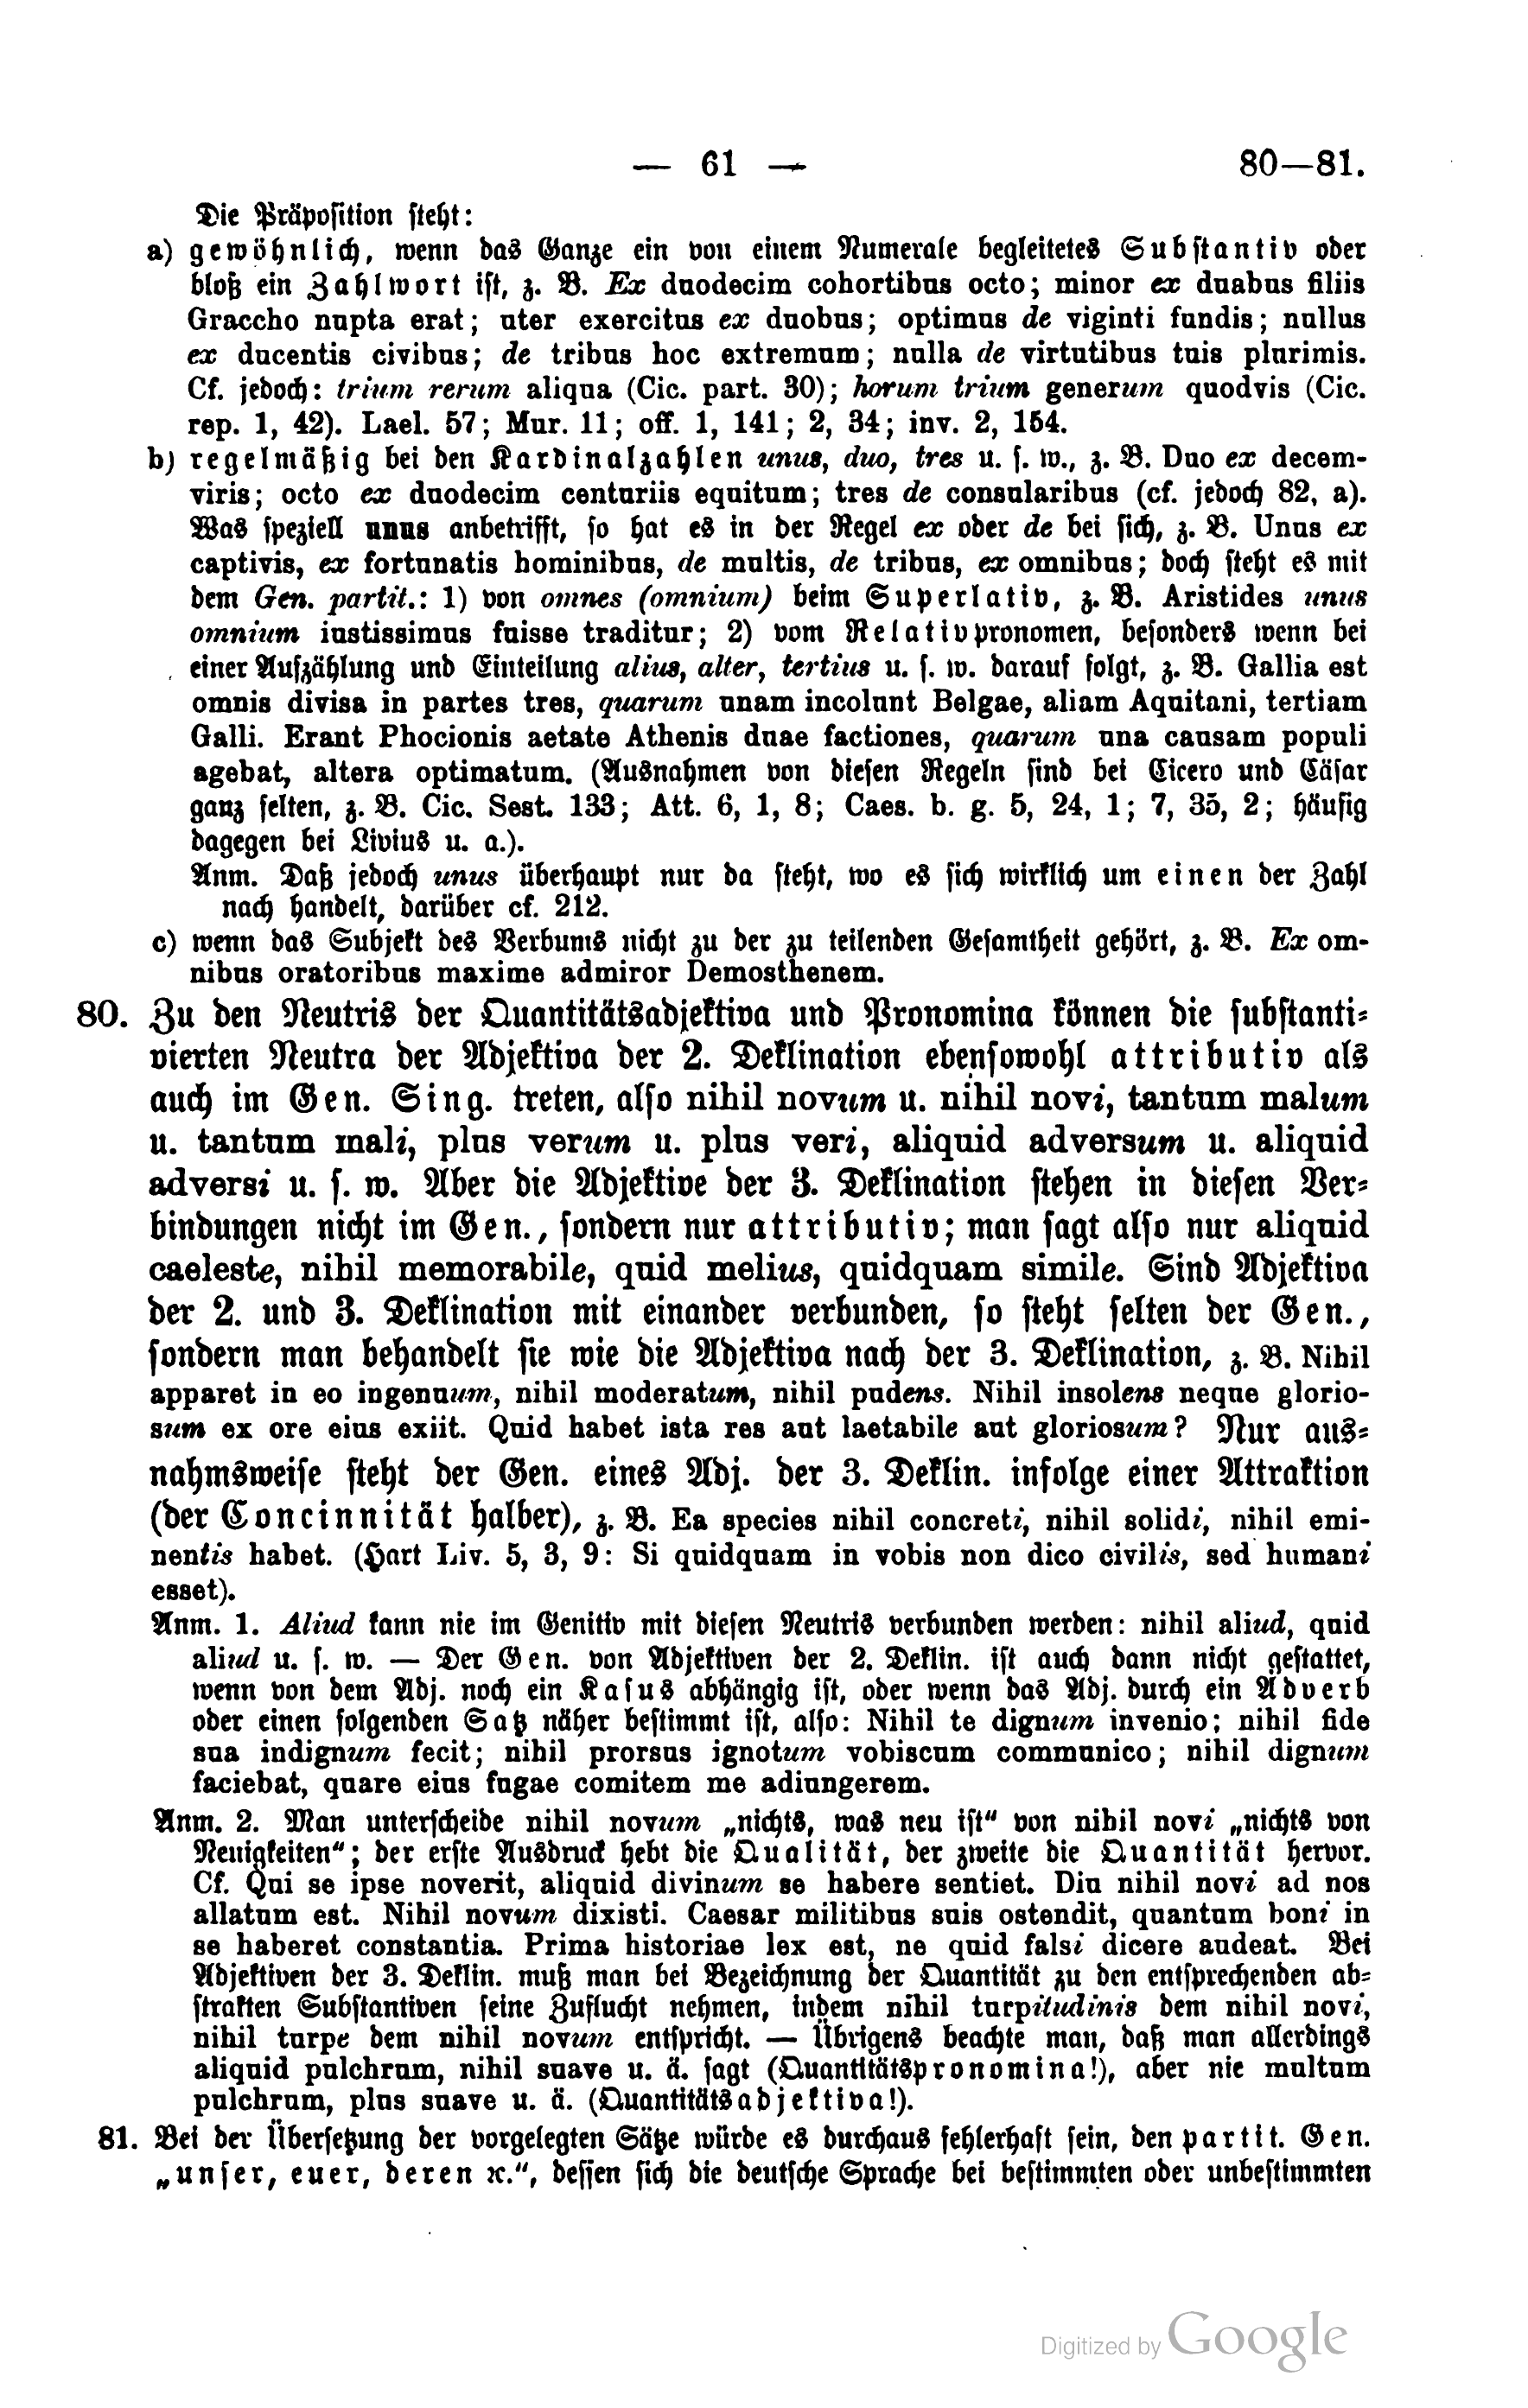 — 61 — 80—81.
Die Präposition steht:
a) gewöhnlich, wenn das Ganze ein von einem Numerale begleitetes Substantiv oder
bloß ein Zahlwort ist, z. B. Ex duodecim cohortibus octo; minor ex duabus filiis
Graccho nupta erat; uter exercitus ex duobus; optimus de viginti fundis; nullus
ex ducentis civibus; de tribus hoc extremum; nulla de virtutibus tuis plurimis.
Cf. jedoch: trium rerum aliqua (Cic. part. 30); horum trium generum quodvis (Cic.
rep. 1, 42). Lael. 57; Mur. 11; off. 1, 141; 2, 34; inv. 2, 154.
b) regelmäßig bei den Kardinalzahlen unus, duo, tres u. s. w., z. B. Duo ex decem-
viris; octo ex duodecim centuriis equitum; tres de consularibus (cf. jedoch 82, a).
Was speziell unus anbetrifft, so hat es in der Regel ex oder de bei sich, z. B. Unus ex
captivis, ex fortunatis hominibus, de multis, de tribus, ex omnibus; doch steht es mit
dem Gen. partit.: 1) von omnes (omnium) beim Superlativ, z. B. Aristides unus
omnium iustissimus fuisse traditur; 2) vom Relativpronomen, besonders wenn bei
einer Aufzählung und Einteilung alius, alter, tertius u. s. w. darauf folgt, z. B. Gallia est
omnis divisa in partes tres, quarum unam incolunt Belgae, aliam Aquitani, tertiam
Galli. Erant Phocionis aetate Athenis duae factiones, quarum una causam populi
agebat, altera optimatum. (Ausnahmen von diesen Regeln sind bei Cicero und Cäsar
ganz selten, z. B. Cic. Sest. 133; Att. 6, 1, 8; Caes. b. g. 5, 24, 1; 7, 35, 2; häufig
dagegen bei Livius u. a.).
Anm. Daß jedoch unus überhaupt nur da steht, wo es sich wirklich um einen der Zahl
nach handelt, darüber cf. 212.
c) wenn das Subjekt des Verbums nicht zu der zu teilenden Gesamtheit gehört, z. B. Ex om-
nibus oratoribus maxime admiror Demosthenem.
80. Zu den Neutris der Quantitätsadjektiva und Pronomina können die substanti-
vierten Neutra der Adjektiva der 2. Deklination ebensowohl attributiv als
auch im Gen. Sing. treten, also nihil novum u. nihil novi, tantum malum
u. tantum mali, plus verum u. plus veri, aliquid adversum u. aliquid
adversi u. s. w. Aber die Adjektive der 3. Deklination stehen in diesen Ver-
bindungen nicht im Gen., sondern nur attributiv; man sagt also nur aliquid
caeleste, nihil memorabile, quid melius, quidquam simile. Sind Adjektiva
der 2. und 3. Deklination mit einander verbunden, so steht selten der Gen.,
sondern man behandelt sie wie die Adjektiva nach der 3. Deklination, z. B. Nihil
apparet in eo ingenuum, nihil moderatum, nihil pudens. Nihil insolens neque glorio-
sum ex ore eius exiit. Quid habet ista res aut laetabile aut gloriosum? Nur aus-
nahmsweise steht der Gen. eines Adj. der 3. Deklin. infolge einer Attraktion
(der Concinnität halber), z. B. Ea species nihil concreti, nihil solidi, nihil emi-
nentis habet. (Hart Liv. 5, 3, 9: Si quidquam in vobis non dico civilis, sed humani
esset).
Anm. 1. Aliud kann nie im Genitiv mit diesen Neutris verbunden werden: nihil aliud, quid
aliud u. s. w. — Der Gen. von Adjektiven der 2. Deklin. ist auch dann nicht gestattet,
wenn von dem Adj. noch ein Kasus abhängig ist, oder wenn das Adj. durch ein Adverb
oder einen folgenden Satz näher bestimmt ist, also: Nihil te dignum invenio; nihil fide
sua indignum fecit; nihil prorsus ignotum vobiscum communico; nihil dignum
faciebat, quare eius fugae comitem me adiungerem.
Anm. 2. Man unterscheide nihil novum „nichts, was neu ist“ von nihil novi „nichts von
Neuigkeiten“; der erste Ausdruck hebt die Qualität, der zweite die Quantität hervor.
Cf. Qui se ipse noverit, aliquid divinum se habere sentiet. Diu nihil novi ad nos
allatum est. Nihil novum dixisti. Caesar militibus suis ostendit, quantum boni in
se haberet constantia. Prima historiae lex est, ne quid falsi dicere audeat. Bei
Adjektiven der 3. Deklin. muß man bei Bezeichnung der Quantität zu den entsprechenden ab-
strakten Substantiven seine Zuflucht nehmen, indem nihil turpitudinis dem nihil novi,
nihil turpe dem nihil novum entspricht. — Übrigens beachte man, daß man allerdings
aliquid pulchrum, nihil suave u. ä. sagt (Quantitätspronomina!), aber nie multum
pulchrum, plus suave u. ä. (Quantitätsadjektiva!).
81. Bei der Übersetzung der vorgelegten Sätze würde es durchaus fehlerhaft sein, den partit. Gen.
„unser, euer, deren ꝛc.“, dessen sich die deutsche Sprache bei bestimmten oder unbestimmten
Digitized by Google